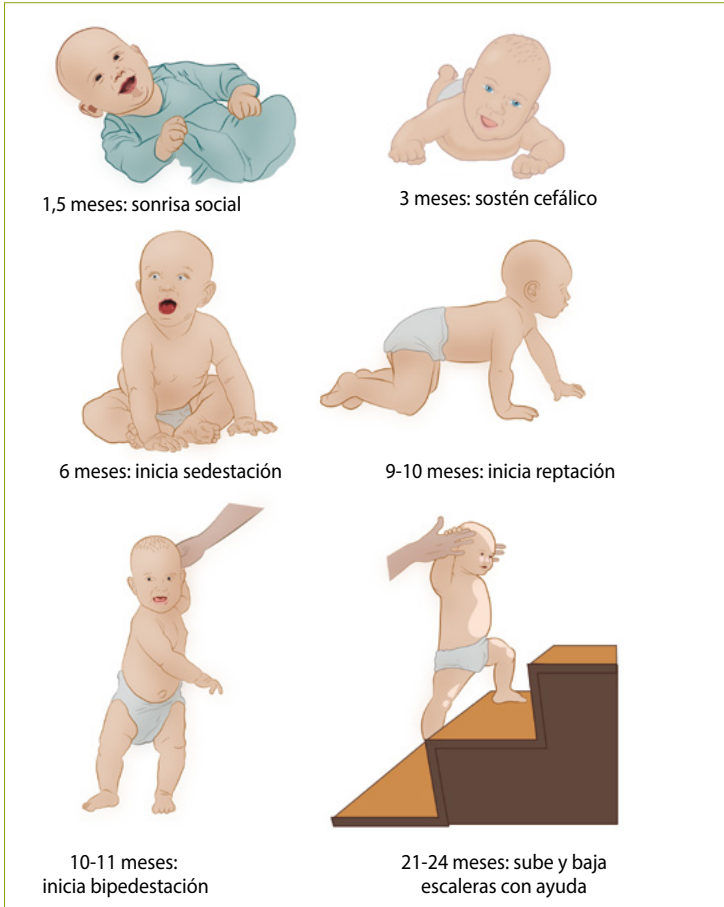 1,5 meses: sonrisa social
3 meses: sostén cefálico
6 meses: inicia sedestación
9-10 meses: inicia reptación
10-11 meses:
inicia bipedestación
21-24 meses: sube y baja
escaleras con ayuda